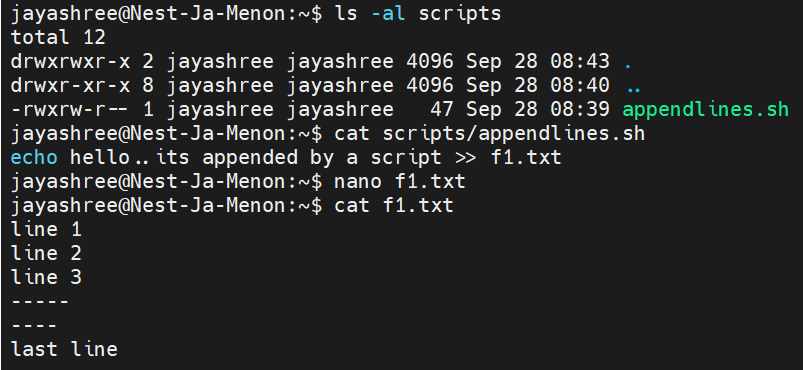 jayashree@Nest-Ja-Menon:~$ ls -al scripts
total 12
drwxrwxr-x 2 jayashree jayashree 4096 Sep 28 08:43 .
drwxr-xr-x 8 jayashree jayashree 4096 Sep 28 08:40 ..
-rwxrw-r-- 1 jayashree jayashree   47 Sep 28 08:39 appendlines.sh
jayashree@Nest-Ja-Menon:~$ cat scripts/appendlines.sh
echo hello..its appended by a script >> f1.txt
jayashree@Nest-Ja-Menon:~$ nano f1.txt
jayashree@Nest-Ja-Menon:~$ cat f1.txt
line 1
line 2
line 3
-----
----
last line